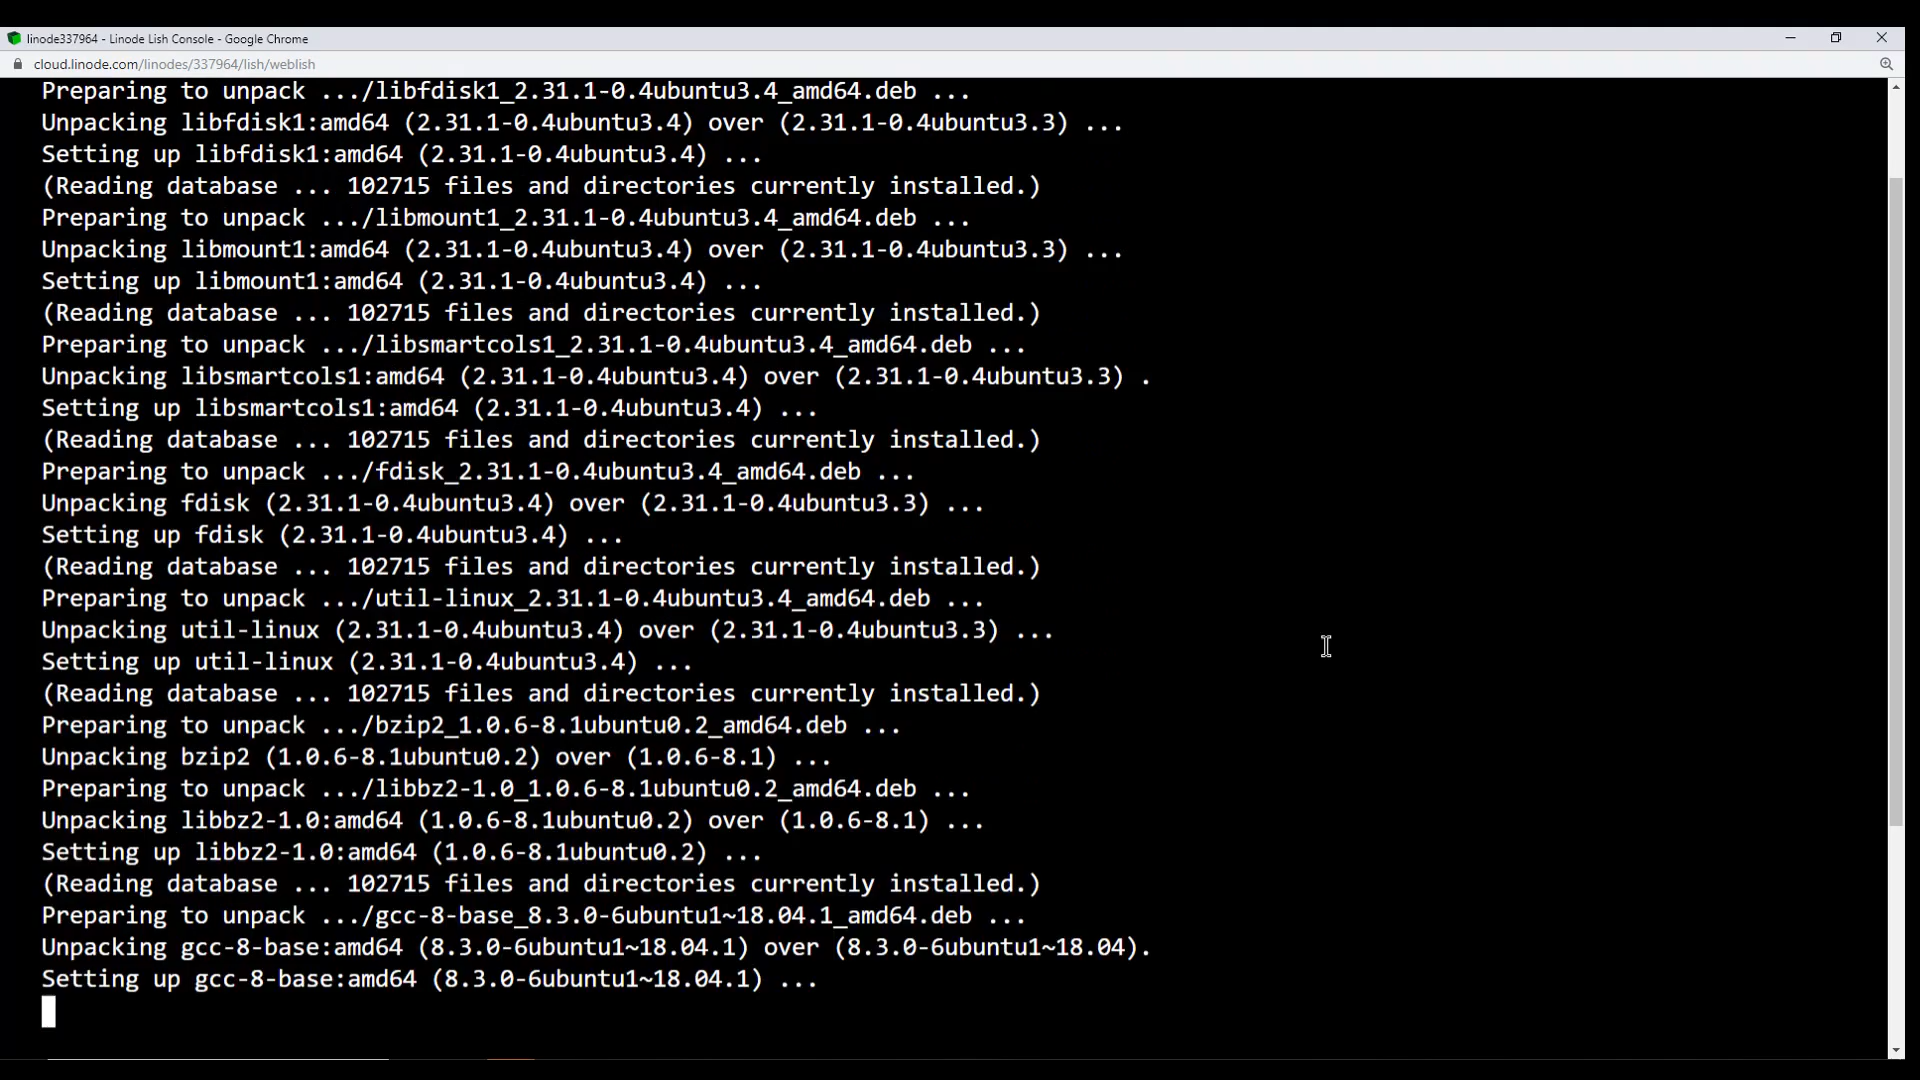 linode337964 - Linode Lish Console - Google Chrome
cloud.linode.com/linodes/337964/lish/weblish
Preparing to unpack .../libfdisk1_2.31.1-0.4ubuntu3.4_amd64.deb ...
Unpacking libfdisk1:amd64 (2.31.1-0.4ubuntu3.4) over (2.31.1-0.4ubuntu3.3) ...
Setting up libfdisk1:amd64 (2.31.1-0.4ubuntu3.4) ...
(Reading database ... 102715 files and directories currently installed.)
Preparing to unpack .../libmount1_2.31.1-0.4ubuntu3.4_amd64.deb ...
Unpacking libmount1:amd64 (2.31.1-0.4ubuntu3.4) over (2.31.1-0.4ubuntu3.3) ...
Setting up libmount1:amd64 (2.31.1-0.4ubuntu3.4) ...
(Reading database ... 102715 files and directories currently installed.)
Preparing to unpack .../libsmartcols1_2.31.1-0.4ubuntu3.4_amd64.deb ...
Unpacking libsmartcols1:amd64 (2.31.1-0.4ubuntu3.4) over (2.31.1-0.4ubuntu3.3) .
Setting up libsmartcols1:amd64 (2.31.1-0.4ubuntu3.4) ...
(Reading database ... 102715 files and directories currently installed.)
Preparing to unpack .../fdisk_2.31.1-0.4ubuntu3.4_amd64.deb ...
Unpacking fdisk (2.31.1-0.4ubuntu3.4) over (2.31.1-0.4ubuntu3.3) ...
Setting up fdisk (2.31.1-0.4ubuntu3.4) ...
(Reading database ... 102715 files and directories currently installed.)
Preparing to unpack .../util-linux_2.31.1-0.4ubuntu3.4_amd64.deb ...
Unpacking util-linux (2.31.1-0.4ubuntu3.4) over (2.31.1-0.4ubuntu3.3) ...
Setting up util-linux (2.31.1-0.4ubuntu3.4) ...
(Reading database ... 102715 files and directories currently installed.)
Preparing to unpack .../bzip2_1.0.6-8.1ubuntu0.2_amd64.deb ...
Unpacking bzip2 (1.0.6-8.1ubuntu0.2) over (1.0.6-8.1) ...
Preparing to unpack .../libbz2-1.0_1.0.6-8.1ubuntu0.2_amd64.deb ...
Unpacking libbz2-1.0:amd64 (1.0.6-8.1ubuntu0.2) over (1.0.6-8.1) ...
Setting up libbz2-1.0:amd64 (1.0.6-8.1ubuntu0.2) ...
(Reading database ... 102715 files and directories currently installed.)
Preparing to unpack .../gcc-8-base_8.3.0-6ubuntu1~18.04.1_amd64.deb ...
Unpacking gcc-8-base:amd64 (8.3.0-6ubuntu1~18.04.1) over (8.3.0-6ubuntu1~18.04).
Setting up gcc-8-base:amd64 (8.3.0-6ubuntu1~18.04.1) ...